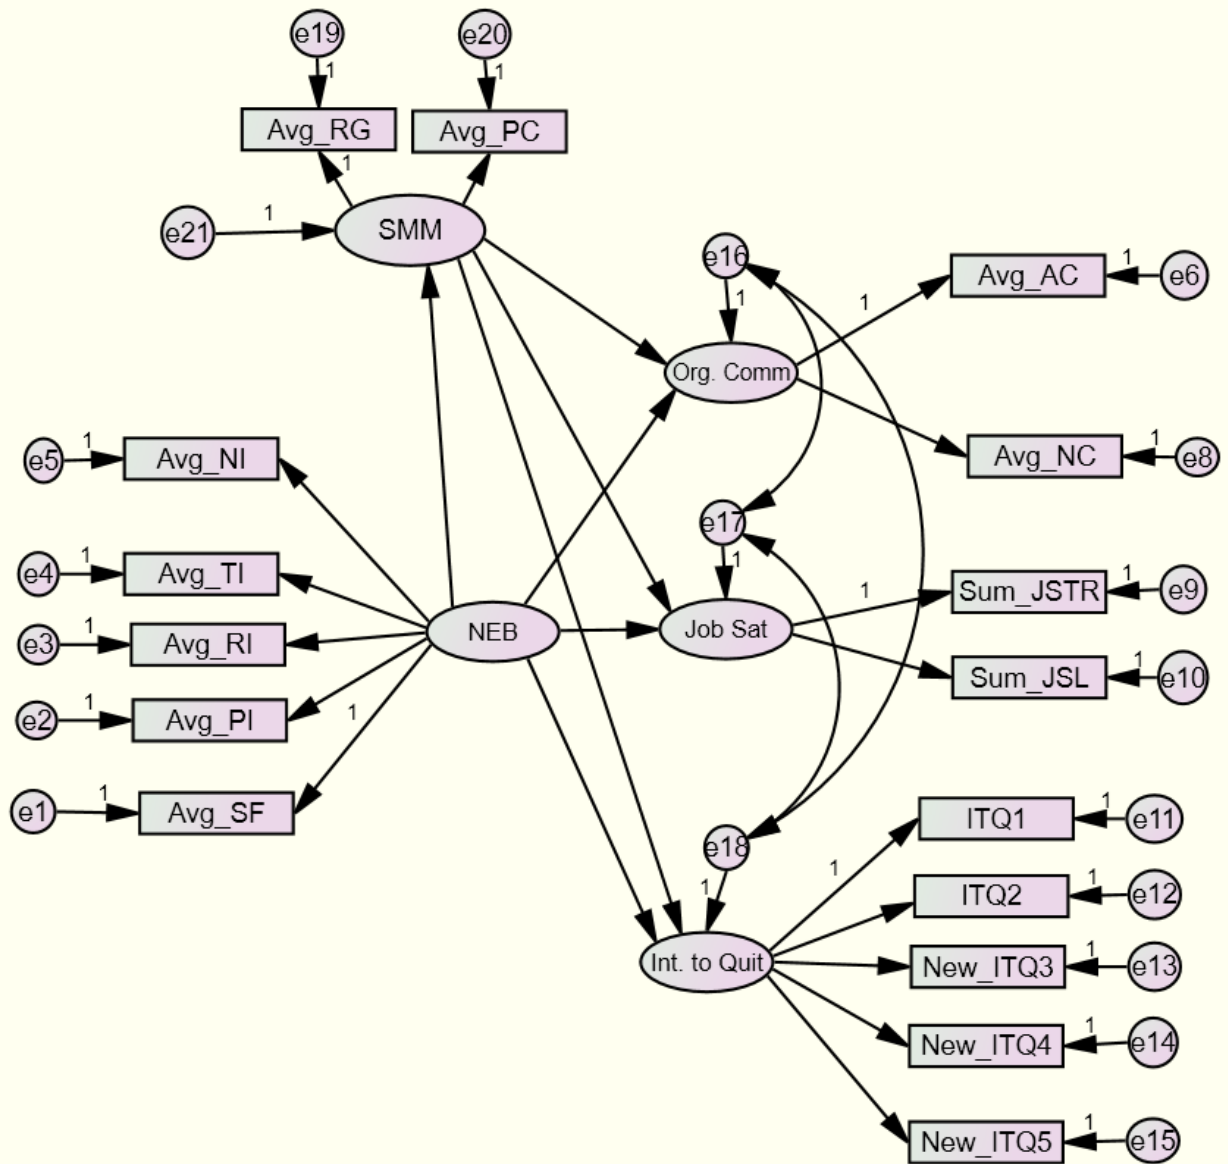 e19
e20
1
1
Avg_RG
Avg_PC
1
e21
1
SMM
e16
1
Org. Comm
1
Avg_AC
1
e6
Avg_NC
1
e8
e5
1
Avg_NI
e4
1
Avg_TI
e3
1
Avg_RI
e2
1
Avg_PI
e1
1
Avg_SF
1
NEB
e17
1
Job Sat
1
Sum_JSTR
1
e9
Sum_JSL
1
e10
e18
1
Int. to Quit
1
ITQ1
1
e11
ITQ2
1
e12
New_ITQ3
1
e13
New_ITQ4
1
e14
New_ITQ5
1
e15